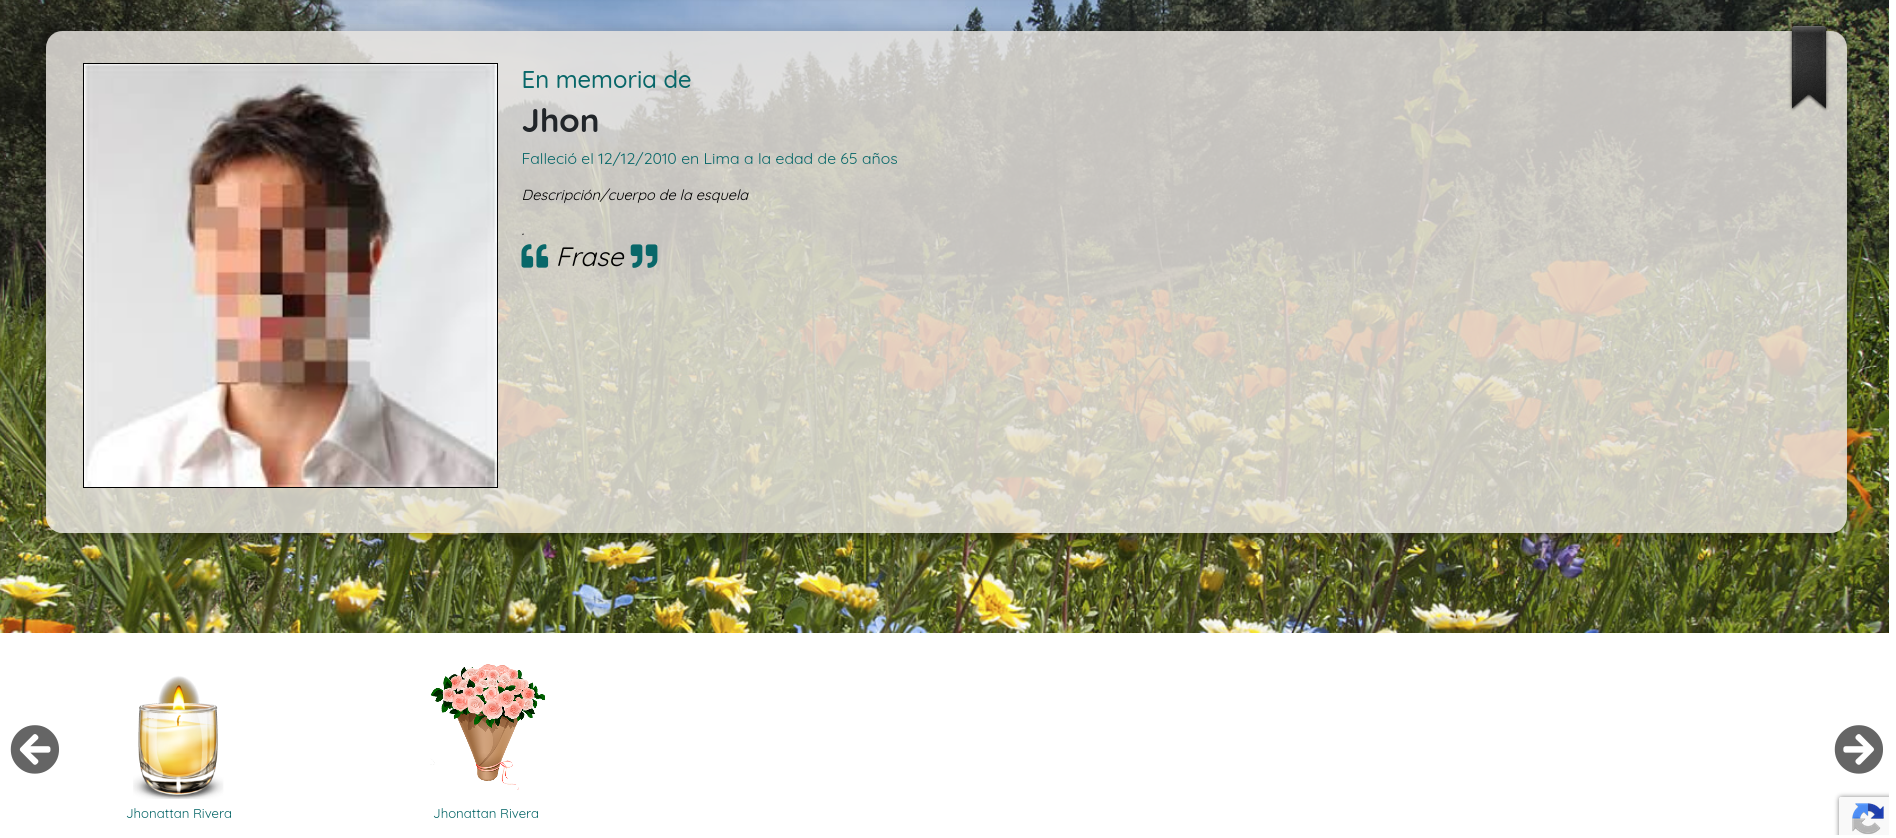 En memoria de
Jhon
Falleció el 12/12/2010 en Lima a la edad de 65 años
Descripción/cuerpo de la esquela
.
“ Frase ”
Jhonattan Rivera
Jhonattan Rivera